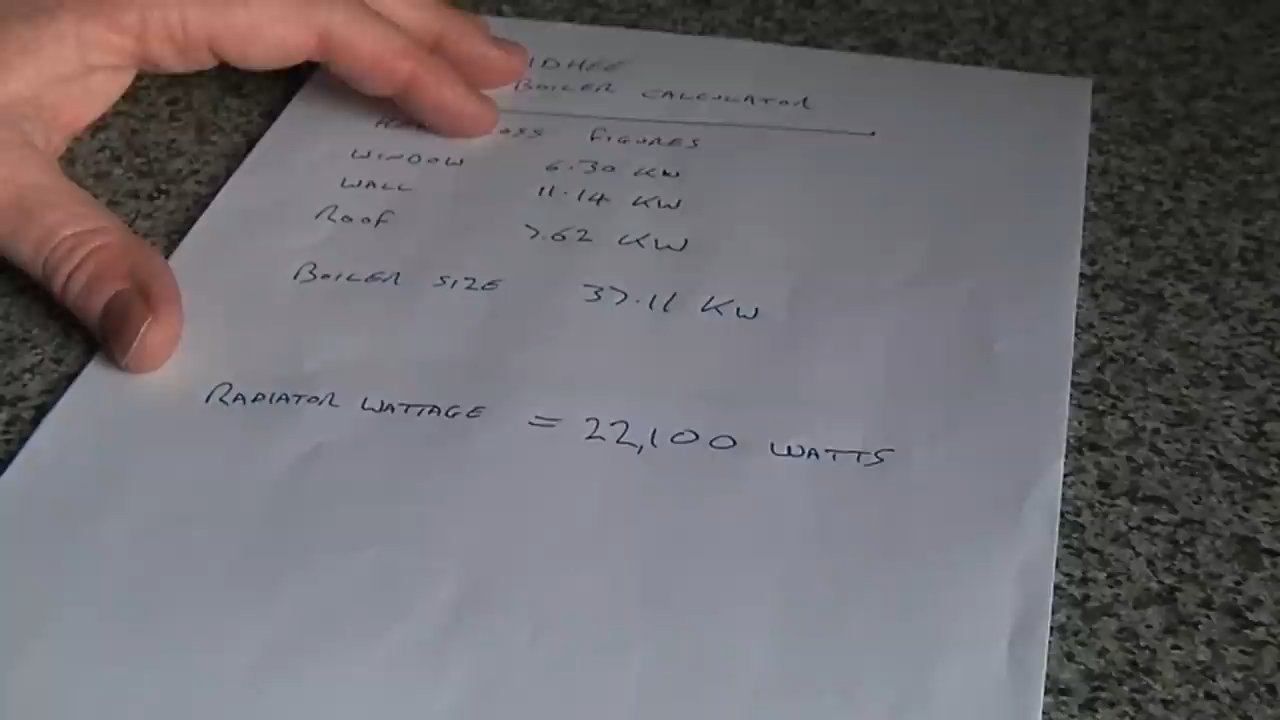 BOILER CALCULATOR
FIGURES
WINDOW 6.30 KW
WALL 11.14 KW
ROOF 7.62 KW
BOILER SIZE 37.11 KW
RADIATOR WATTAGE = 22,100 WATTS